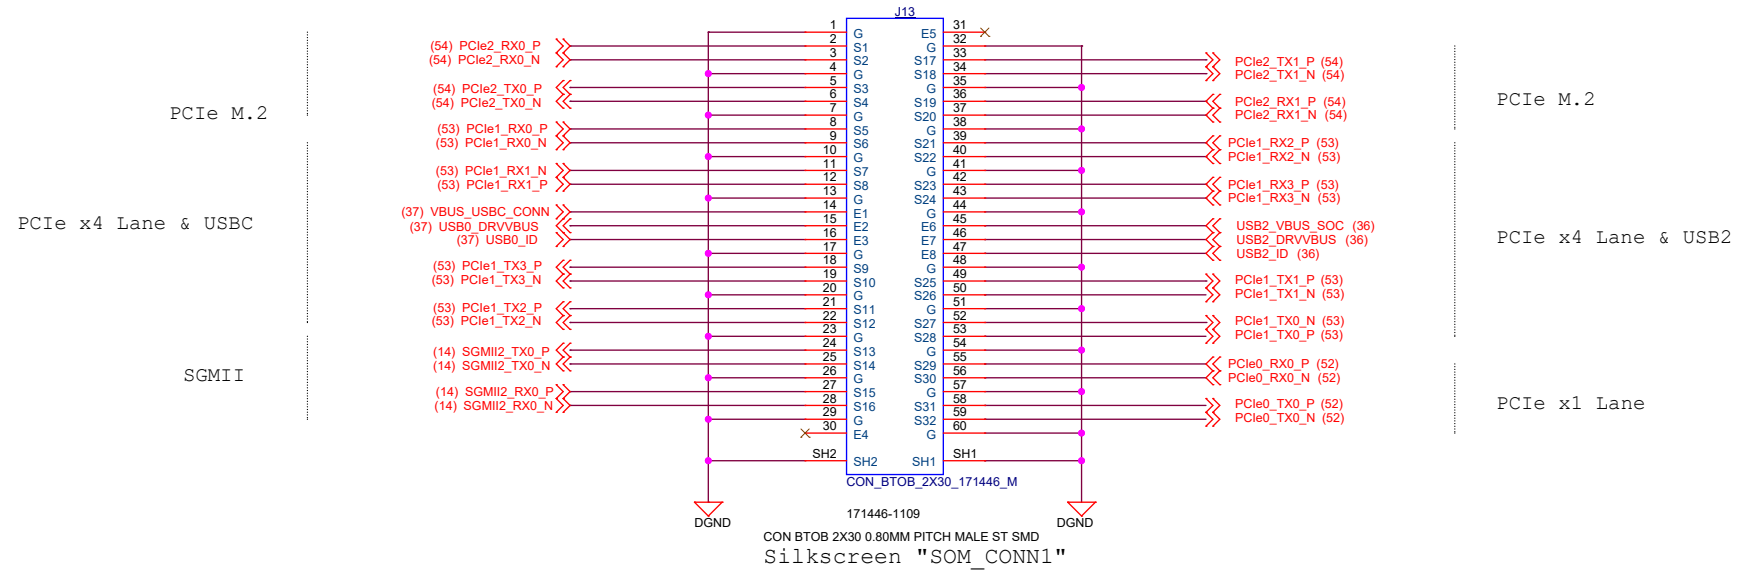 J13
1 G E5 31
(54) PCIe2_RX0_P 2 S1 G 32
(54) PCIe2_RX0_N 3 S2 S17 33 PCIe2_TX1_P (54)
4 G S18 34 PCIe2_TX1_N (54)
(54) PCIe2_TX0_P 5 S3 G 35
(54) PCIe2_TX0_N 6 S4 S19 36 PCIe2_RX1_P (54)
PCIe M.2 7 G S20 37 PCIe2_RX1_N (54) PCIe M.2
(53) PCIe1_RX0_P 8 S5 G 38
(53) PCIe1_RX0_N 9 S6 S21 39 PCIe1_RX2_P (53)
10 G S22 40 PCIe1_RX2_N (53)
(53) PCIe1_RX1_N 11 S7 G 41
(53) PCIe1_RX1_P 12 S8 S23 42 PCIe1_RX3_P (53)
13 G S24 43 PCIe1_RX3_N (53)
(37) VBUS_USBC_CONN 14 E1 G 44
PCIe x4 Lane & USBC (37) USB0_DRVVBUS 15 E2 E6 45 USB2_VBUS_SOC (36)
(37) USB0_ID 16 E3 E7 46 USB2_DRVVBUS (36) PCIe x4 Lane & USB2
17 G E8 47 USB2_ID (36)
(53) PCIe1_TX3_P 18 S9 G 48
(53) PCIe1_TX3_N 19 S10 S25 49 PCIe1_TX1_P (53)
20 G S26 50 PCIe1_TX1_N (53)
(53) PCIe1_TX2_P 21 S11 G 51
(53) PCIe1_TX2_N 22 S12 S27 52 PCIe1_TX0_N (53)
23 G S28 53 PCIe1_TX0_P (53)
(14) SGMII2_TX0_P 24 S13 G 54
SGMII (14) SGMII2_TX0_N 25 S14 S29 55 PCIe0_RX0_P (52)
26 G S30 56 PCIe0_RX0_N (52)
(14) SGMII2_RX0_P 27 S15 G 57
(14) SGMII2_RX0_N 28 S16 S31 58 PCIe0_TX0_P (52) PCIe x1 Lane
29 G S32 59 PCIe0_TX0_N (52)
30 E4 G 60
SH2 SH2 SH1 SH1
CON_BTOB_2X30_171446_M
DGND 171446-1109 DGND
CON BTOB 2X30 0.80MM PITCH MALE ST SMD
Silkscreen "SOM_CONN1"